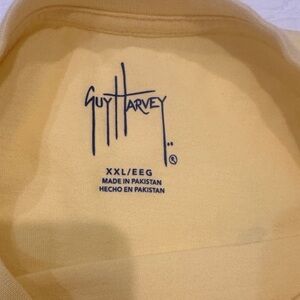 GUY HARVEY
®
XXL/EEG
MADE IN PAKISTAN
HECHO EN PAKISTAN